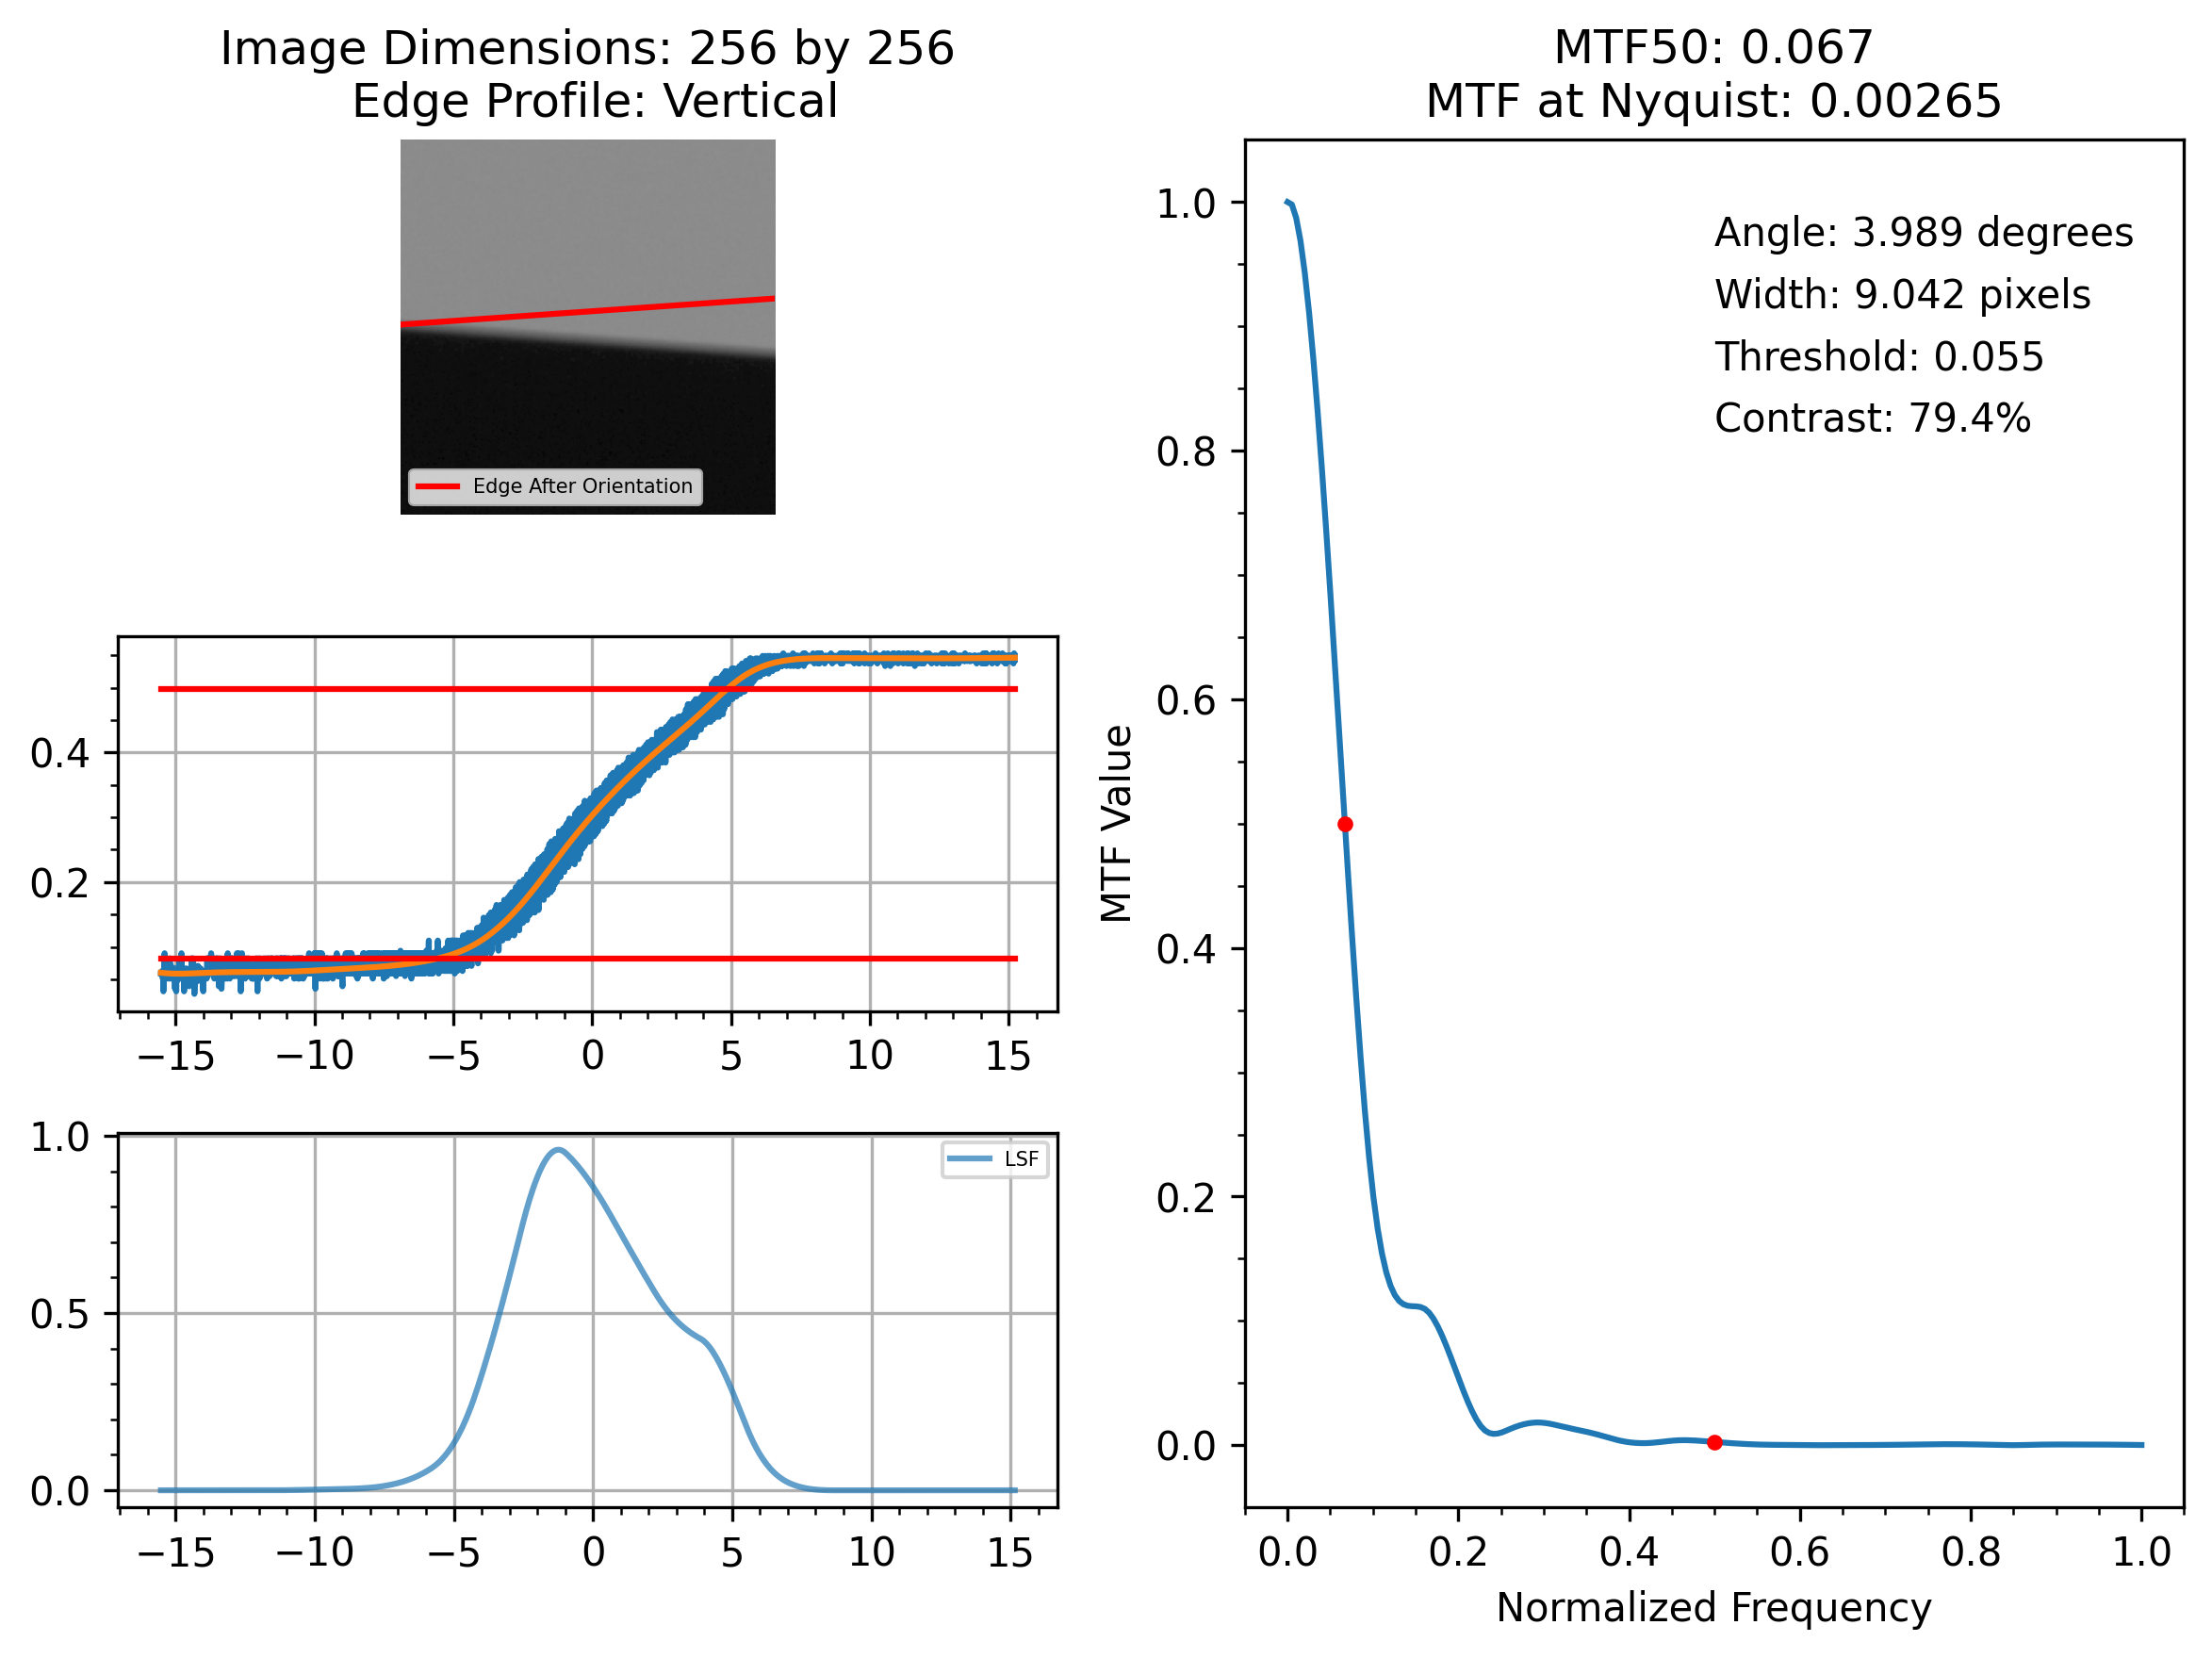 Image Dimensions: 256 by 256
Edge Profile: Vertical
Edge After Orientation
0.4
0.2
−15 −10 −5 0 5 10 15
LSF
1.0
0.5
0.0
−15 −10 −5 0 5 10 15
MTF50: 0.067
MTF at Nyquist: 0.00265
Angle: 3.989 degrees
Width: 9.042 pixels
Threshold: 0.055
Contrast: 79.4%
MTF Value
1.0
0.8
0.6
0.4
0.2
0.0
0.0 0.2 0.4 0.6 0.8 1.0
Normalized Frequency